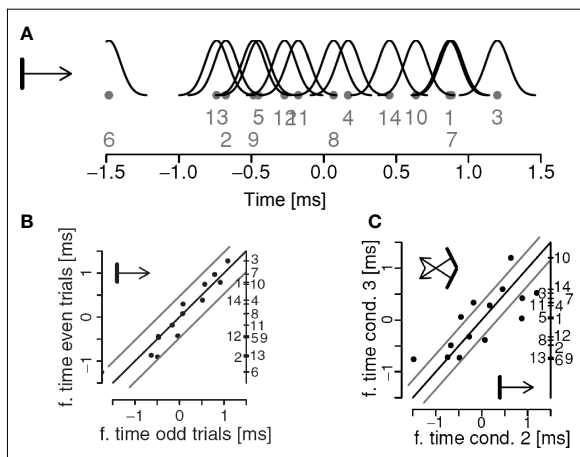 A
13 5 12 11 4 14 10 1 3
6 2 9 8 7
−1.5 −1.0 −0.5 0.0 0.5 1.0 1.5
Time [ms]
B
f. time even trials [ms]
1
0
−1
3
7
1 10
14 4
8
11
12 5 9
2 13
6
−1 0 1
f. time odd trials [ms]
C
f. time cond. 3 [ms]
1
0
−1
10
14
3 7
11 4
5 1
8 12
2
13 6 9
−1 0 1
f. time cond. 2 [ms]